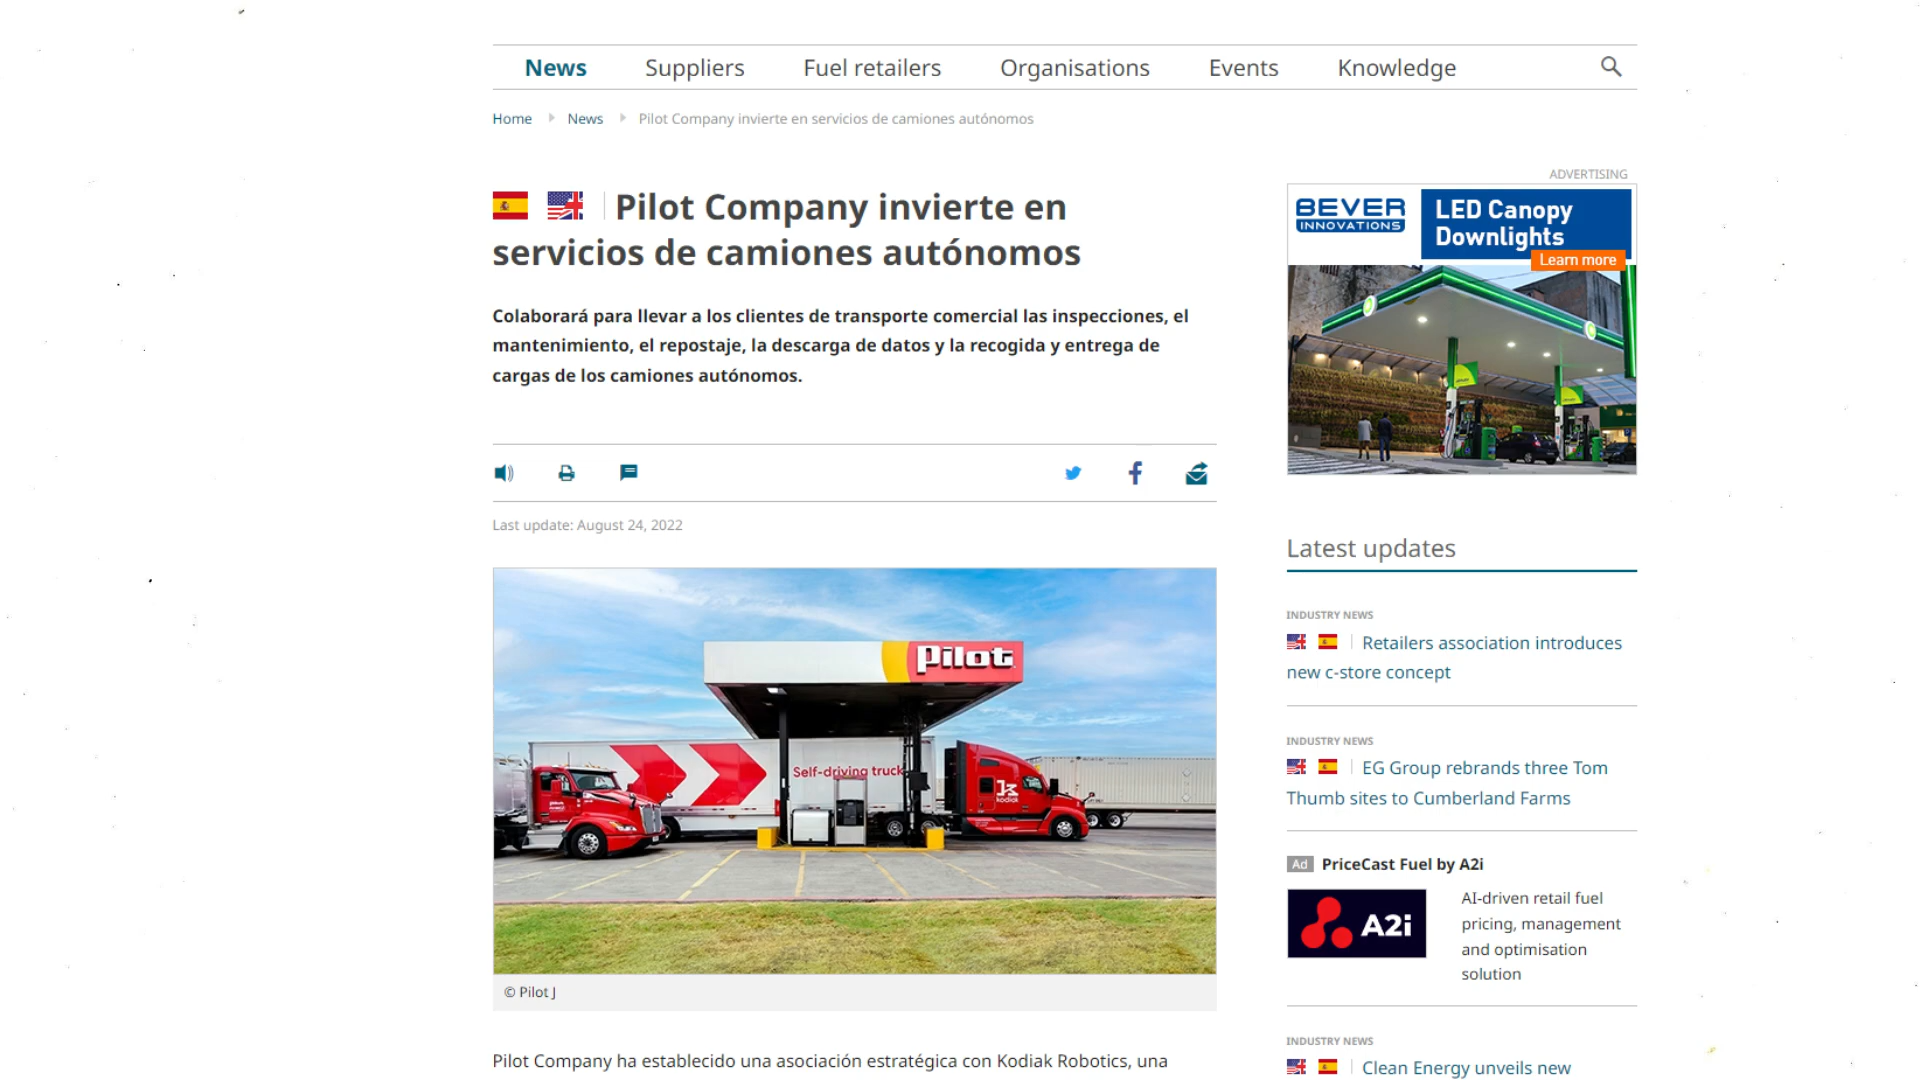 News Suppliers Fuel retailers Organisations Events Knowledge
Home News Pilot Company invierte en servicios de camiones autónomos
Pilot Company invierte en
servicios de camiones autónomos
Colaborará para llevar a los clientes de transporte comercial las inspecciones, el
mantenimiento, el repostaje, la descarga de datos y la recogida y entrega de
cargas de los camiones autónomos.
Last update: August 24, 2022
Pilot
Self-driving truck
kodiak
© Pilot J
Pilot Company ha establecido una asociación estratégica con Kodiak Robotics, una
ADVERTISING
BEVER
INNOVATIONS
LED Canopy
Downlights
Learn more
Latest updates
INDUSTRY NEWS
Retailers association introduces
new c-store concept
INDUSTRY NEWS
EG Group rebrands three Tom
Thumb sites to Cumberland Farms
Ad PriceCast Fuel by A2i
A2i
AI-driven retail fuel
pricing, management
and optimisation
solution
INDUSTRY NEWS
Clean Energy unveils new